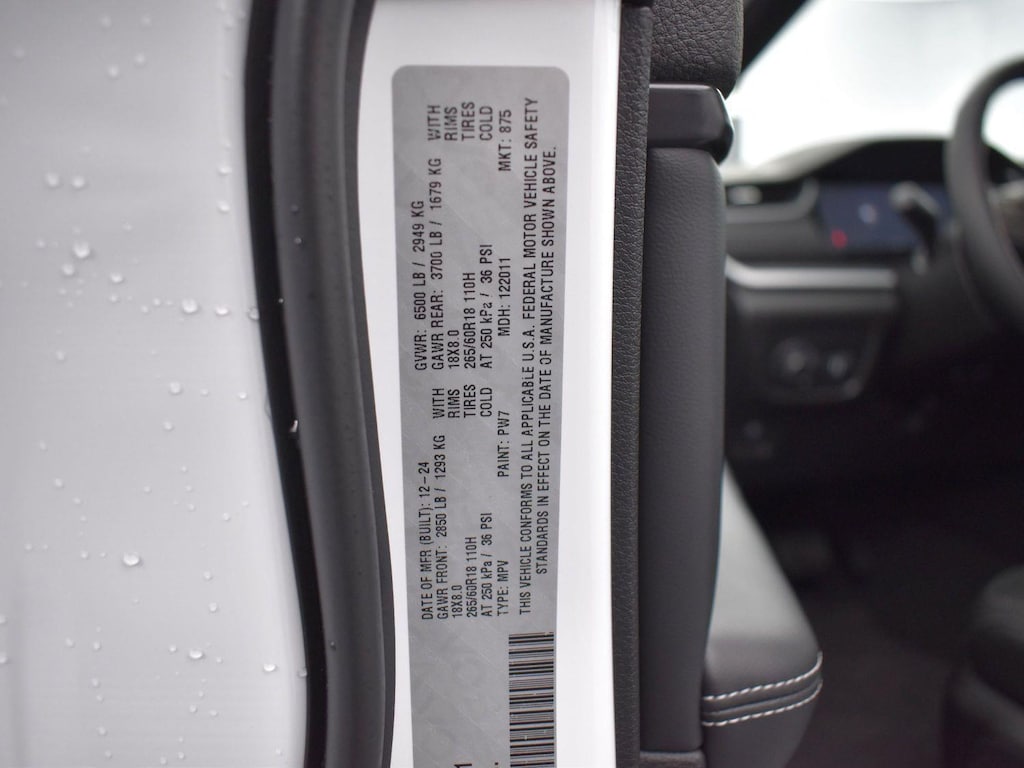 DATE OF MFR (BUILT): 12-24 GVWR: 6500 LB / 2949 KG
GAWR FRONT: 2850 LB / 1293 KG WITH GAWR REAR: 3700 LB / 1679 KG WITH
18X8.0 RIMS 18X8.0 RIMS
265/60R18 110H TIRES 265/60R18 110H TIRES
AT 250 kPa / 36 PSI COLD AT 250 kPa / 36 PSI COLD
TYPE: MPV PAINT: PW7 MDH: 122011 MKT: 875
THIS VEHICLE CONFORMS TO ALL APPLICABLE U.S.A. FEDERAL MOTOR VEHICLE SAFETY
STANDARDS IN EFFECT ON THE DATE OF MANUFACTURE SHOWN ABOVE.